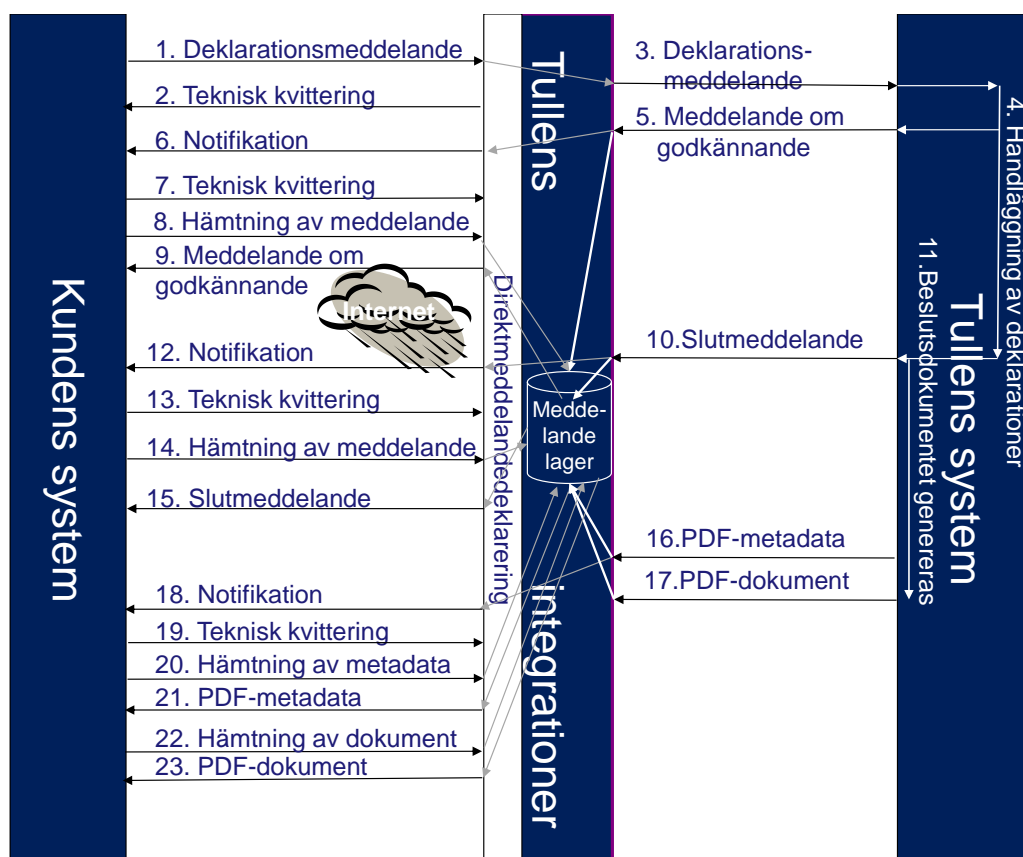 Kundens system
1. Deklarationsmeddelande
2. Teknisk kvittering
6. Notifikation
7. Teknisk kvittering
8. Hämtning av meddelande
9. Meddelande om
godkännande
Internet
12. Notifikation
13. Teknisk kvittering
14. Hämtning av meddelande
15. Slutmeddelande
18. Notifikation
19. Teknisk kvittering
20. Hämtning av metadata
21. PDF-metadata
22. Hämtning av dokument
23. PDF-dokument
Direktmeddelandedeklarering
Tullens
integrationer
Medde-
lande
lager
3. Deklarations-
meddelande
5. Meddelande om
godkännande
10.Slutmeddelande
16.PDF-metadata
17.PDF-dokument
4. Handläggning av deklarationer
11.Beslutsdokumentet genereras
Tullens system